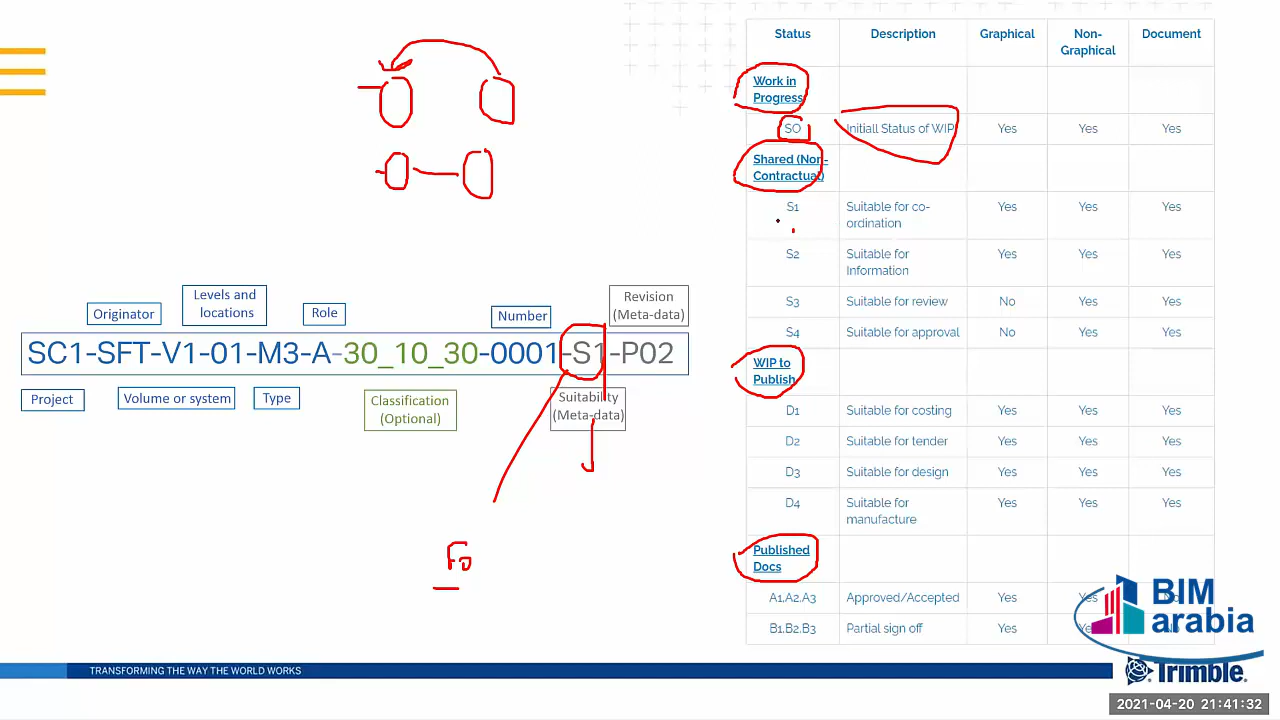 Status Description Graphical Non-Graphical Document
Work in
Progress
SO Initiall Status of WIP Yes Yes Yes
Shared (Non-
Contractual)
S1 Suitable for co-
ordination Yes Yes Yes
S2 Suitable for
Information Yes Yes Yes
S3 Suitable for review No Yes Yes
S4 Suitable for approval No Yes Yes
WIP to
Publish
D1 Suitable for costing Yes Yes Yes
D2 Suitable for tender Yes Yes Yes
D3 Suitable for design Yes Yes Yes
D4 Suitable for
manufacture Yes Yes Yes
Published
Docs
A1,A2,A3 Approved/Accepted Yes Yes
B1,B2,B3 Partial sign off Yes
Originator
Levels and
locations
Role
Number
Revision
(Meta-data)
SC1-SFT-V1-01-M3-A-30_10_30-0001-S1-P02
Project
Volume or system
Type
Classification
(Optional)
Suitability
(Meta-data)
BIM
arabia
TRANSFORMING THE WAY THE WORLD WORKS
Trimble.
2021-04-20 21:41:32